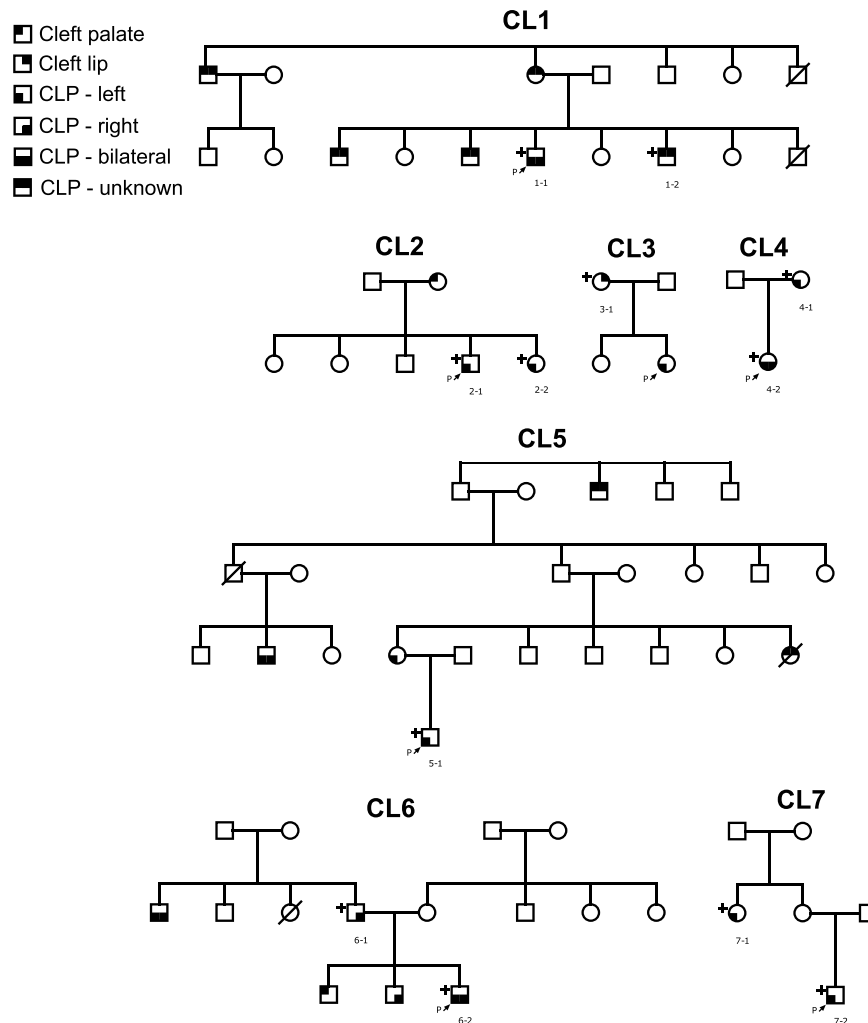 CL1
Cleft palate
Cleft lip
CLP - left
CLP - right
CLP - bilateral
CLP - unknown
P
1-1
1-2
CL2
CL3
CL4
3-1
4-1
P
2-1
2-2
P
P
4-2
CL5
P
5-1
CL6
CL7
6-1
7-1
P
6-2
P
7-2